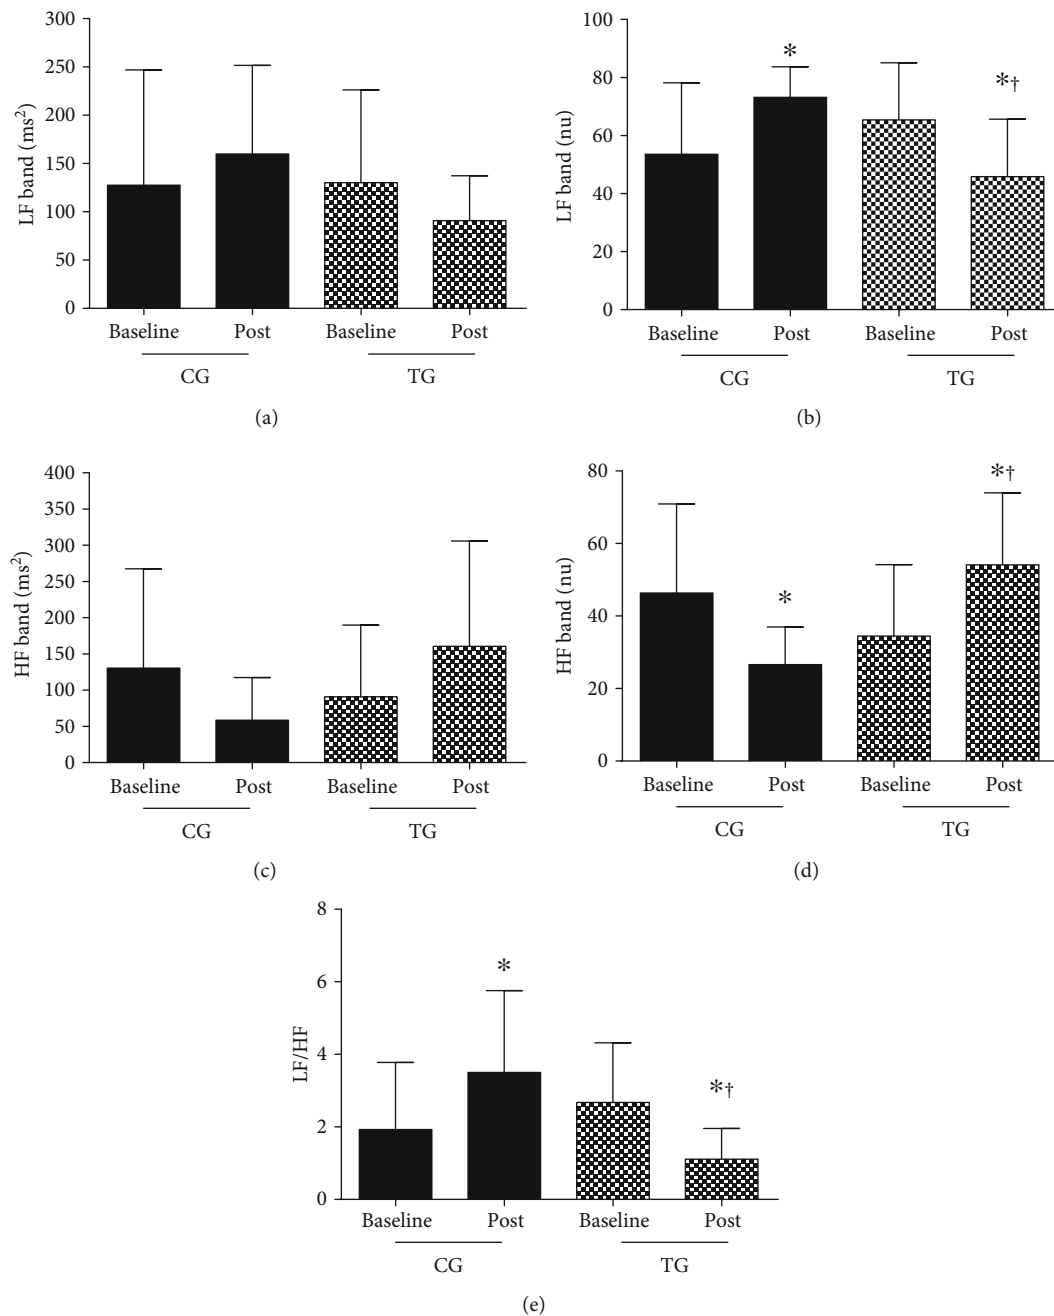 300
250
200
150
100
50
0
LF band (ms²)
Baseline Post Baseline Post
CG TG
(a)
100
80
60
40
20
0
LF band (nu)
* *†
Baseline Post Baseline Post
CG TG
(b)
400
350
300
250
200
150
100
50
0
HF band (ms²)
Baseline Post Baseline Post
CG TG
(c)
80
60
40
20
0
HF band (nu)
*†
*
Baseline Post Baseline Post
CG TG
(d)
8
6
4
2
0
LF/HF
*
*†
Baseline Post Baseline Post
CG TG
(e)